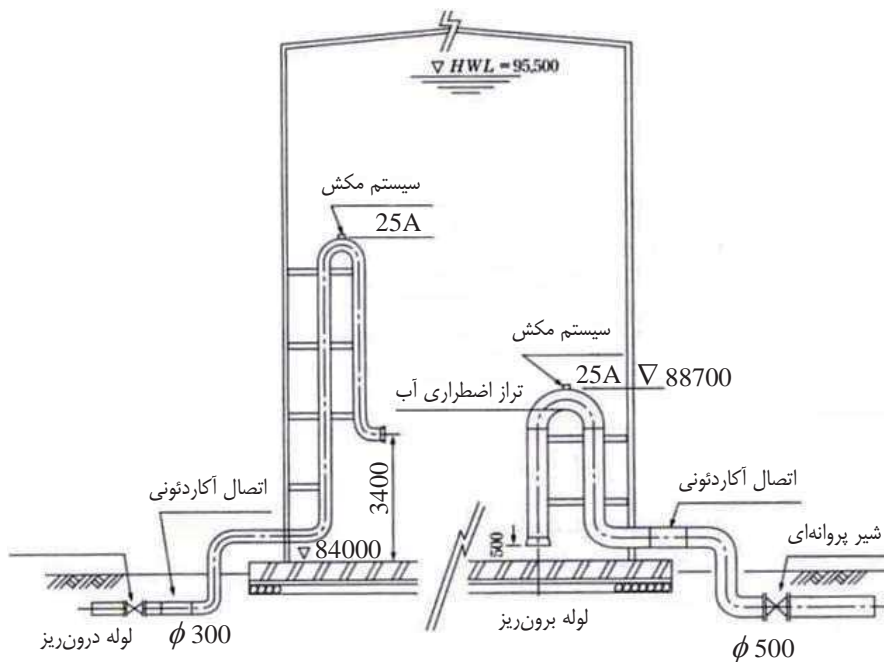 ▽ HWL = 95,500
سیستم مکش
25A
سیستم مکش
25A ▽ 88700
تراز اضطراری آب
اتصال آکاردئونی
اتصال آکاردئونی
3400
500
شیر پروانه‌ای
▽ 84000
لوله درون‌ریز
ϕ 300
لوله برون‌ریز
ϕ 500